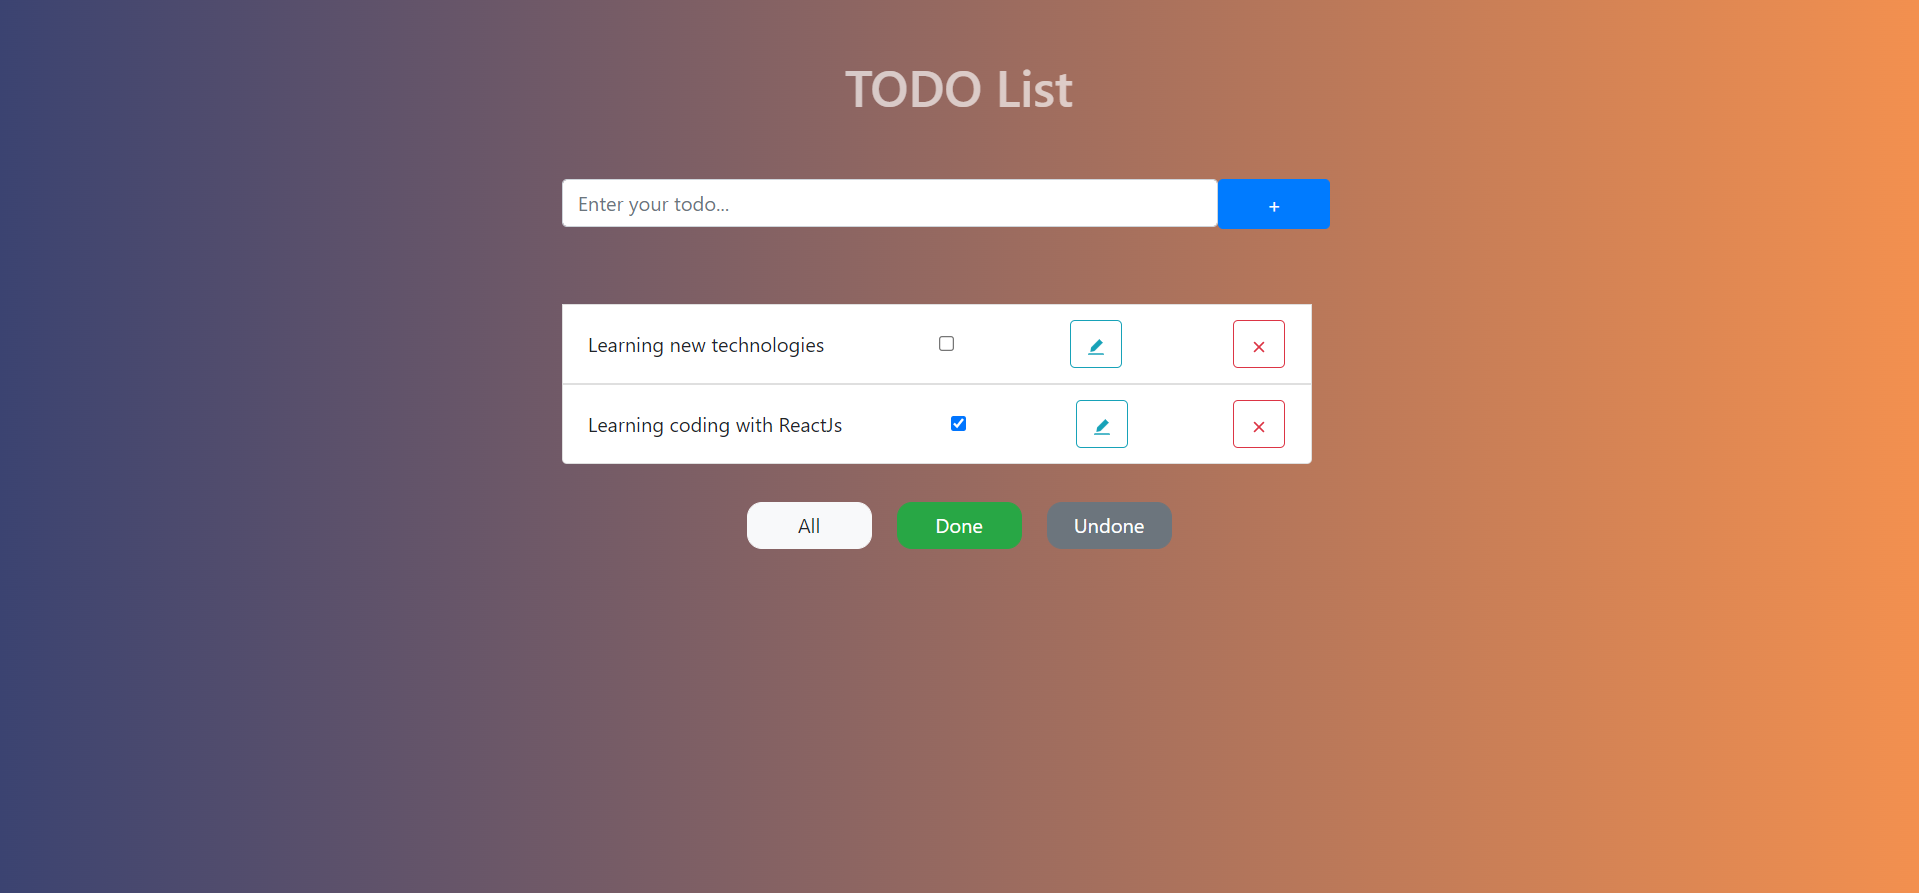 TODO List
Enter your todo...
+
Learning new technologies
Learning coding with ReactJs
All Done Undone